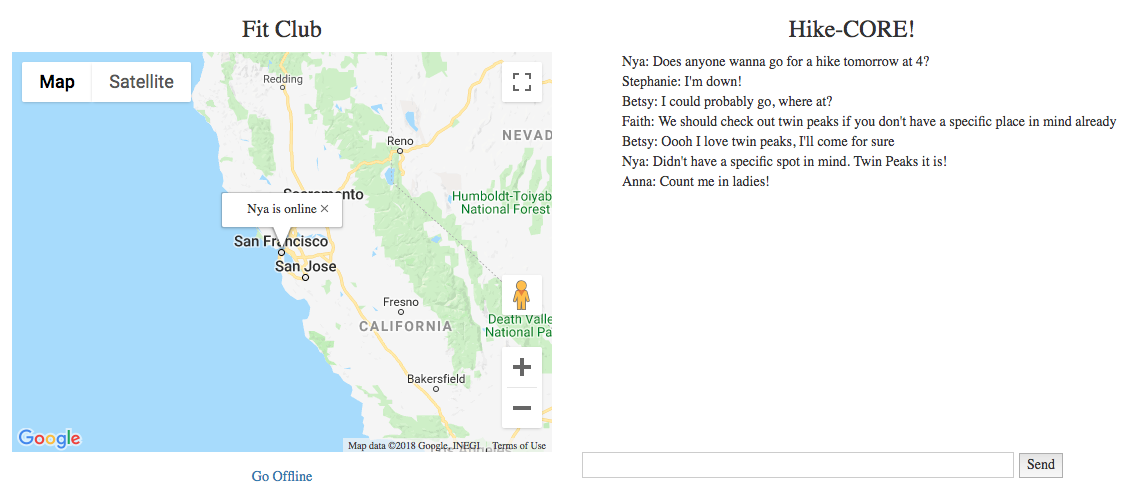 Fit Club
Map Satellite
Redding
Reno
NEVAD
Sacramento
Humboldt-Toiyab
National Forest
Nya is online ×
San Francisco
San Jose
Fresno
CALIFORNIA
Death Valle
National Pa
Bakersfield
Google
Map data ©2018 Google, INEGI Terms of Use
Go Offline
Hike-CORE!
Nya: Does anyone wanna go for a hike tomorrow at 4?
Stephanie: I'm down!
Betsy: I could probably go, where at?
Faith: We should check out twin peaks if you don't have a specific place in mind already
Betsy: Oooh I love twin peaks, I'll come for sure
Nya: Didn't have a specific spot in mind. Twin Peaks it is!
Anna: Count me in ladies!
Send